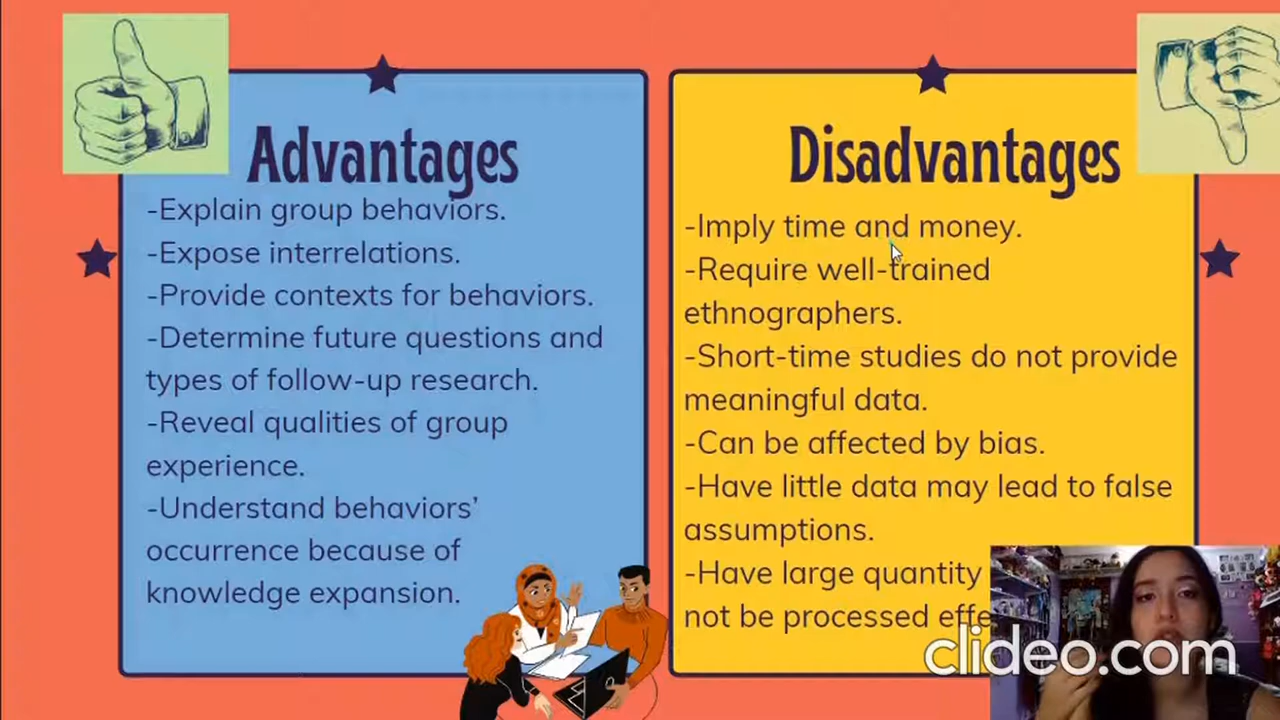 Advantages
-Explain group behaviors.
-Expose interrelations.
-Provide contexts for behaviors.
-Determine future questions and
types of follow-up research.
-Reveal qualities of group
experience.
-Understand behaviors’
occurrence because of
knowledge expansion.
Disadvantages
-Imply time and money.
-Require well-trained
ethnographers.
-Short-time studies do not provide
meaningful data.
-Can be affected by bias.
-Have little data may lead to false
assumptions.
-Have large quantity
not be processed
clideo.com